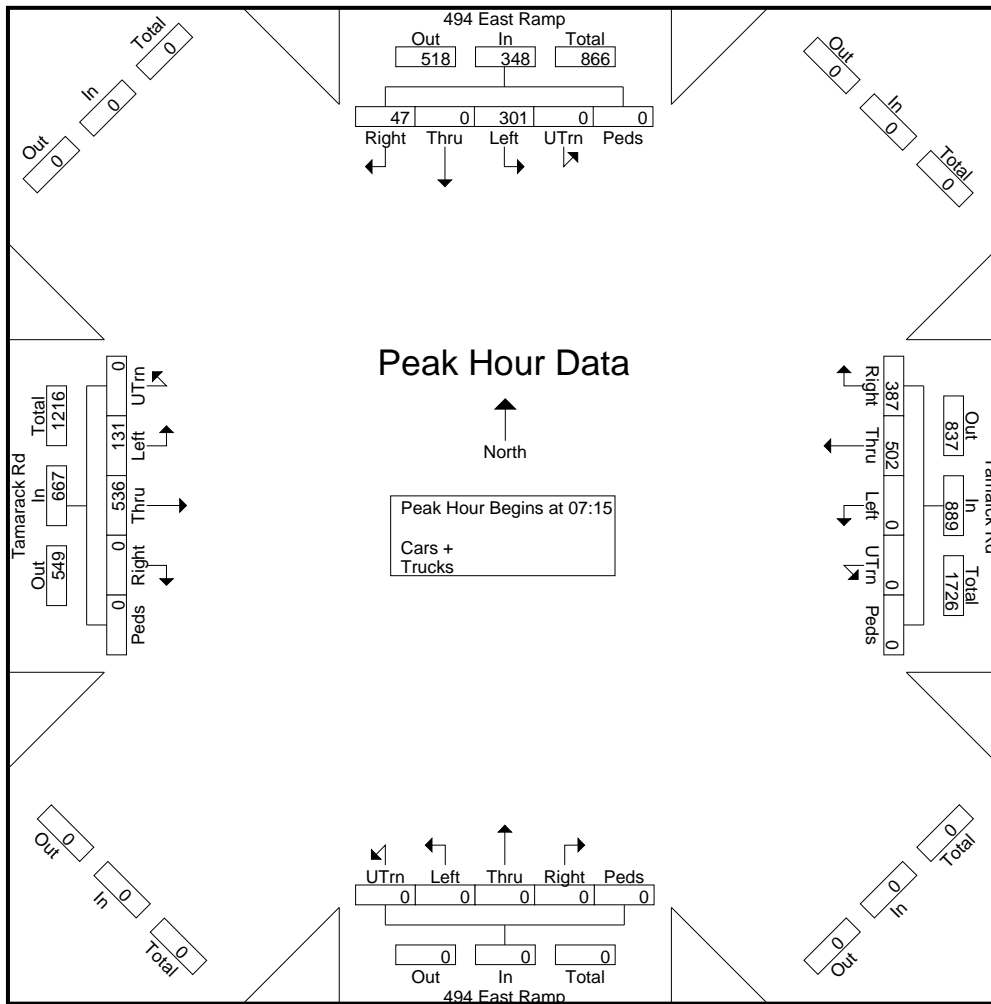 494 East Ramp
Out In Total
518 348 866
47 0 301 0 0
Right Thru Left UTrn Peds
Out In Total
0 0 0
Out In Total
0 0 0
Tamarack Rd
Out In Total
549 667 1216
0 131 536 0 0
UTrn Left Thru Right Peds
Peak Hour Data
North
Peak Hour Begins at 07:15
Cars +
Trucks
Right Thru Left UTrn Peds
387 502 0 0 0
Out In Total
837 889 1726
Rd
Out In Total
0 0 0
Out In Total
0 0 0
UTrn Left Thru Right Peds
0 0 0 0 0
0 0 0
Out In Total
494 East Ramp